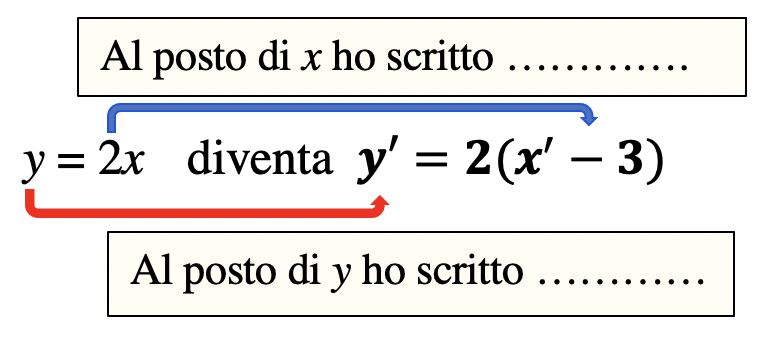 Al posto di x ho scritto .............
y = 2x diventa y′ = 2(x′ − 3)
Al posto di y ho scritto ............